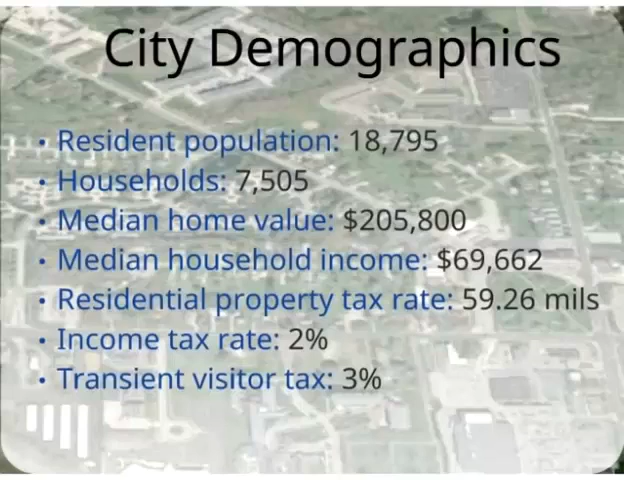 City Demographics
• Resident population: 18,795
• Households: 7,505
• Median home value: $205,800
• Median household income: $69,662
• Residential property tax rate: 59.26 mils
• Income tax rate: 2%
• Transient visitor tax: 3%